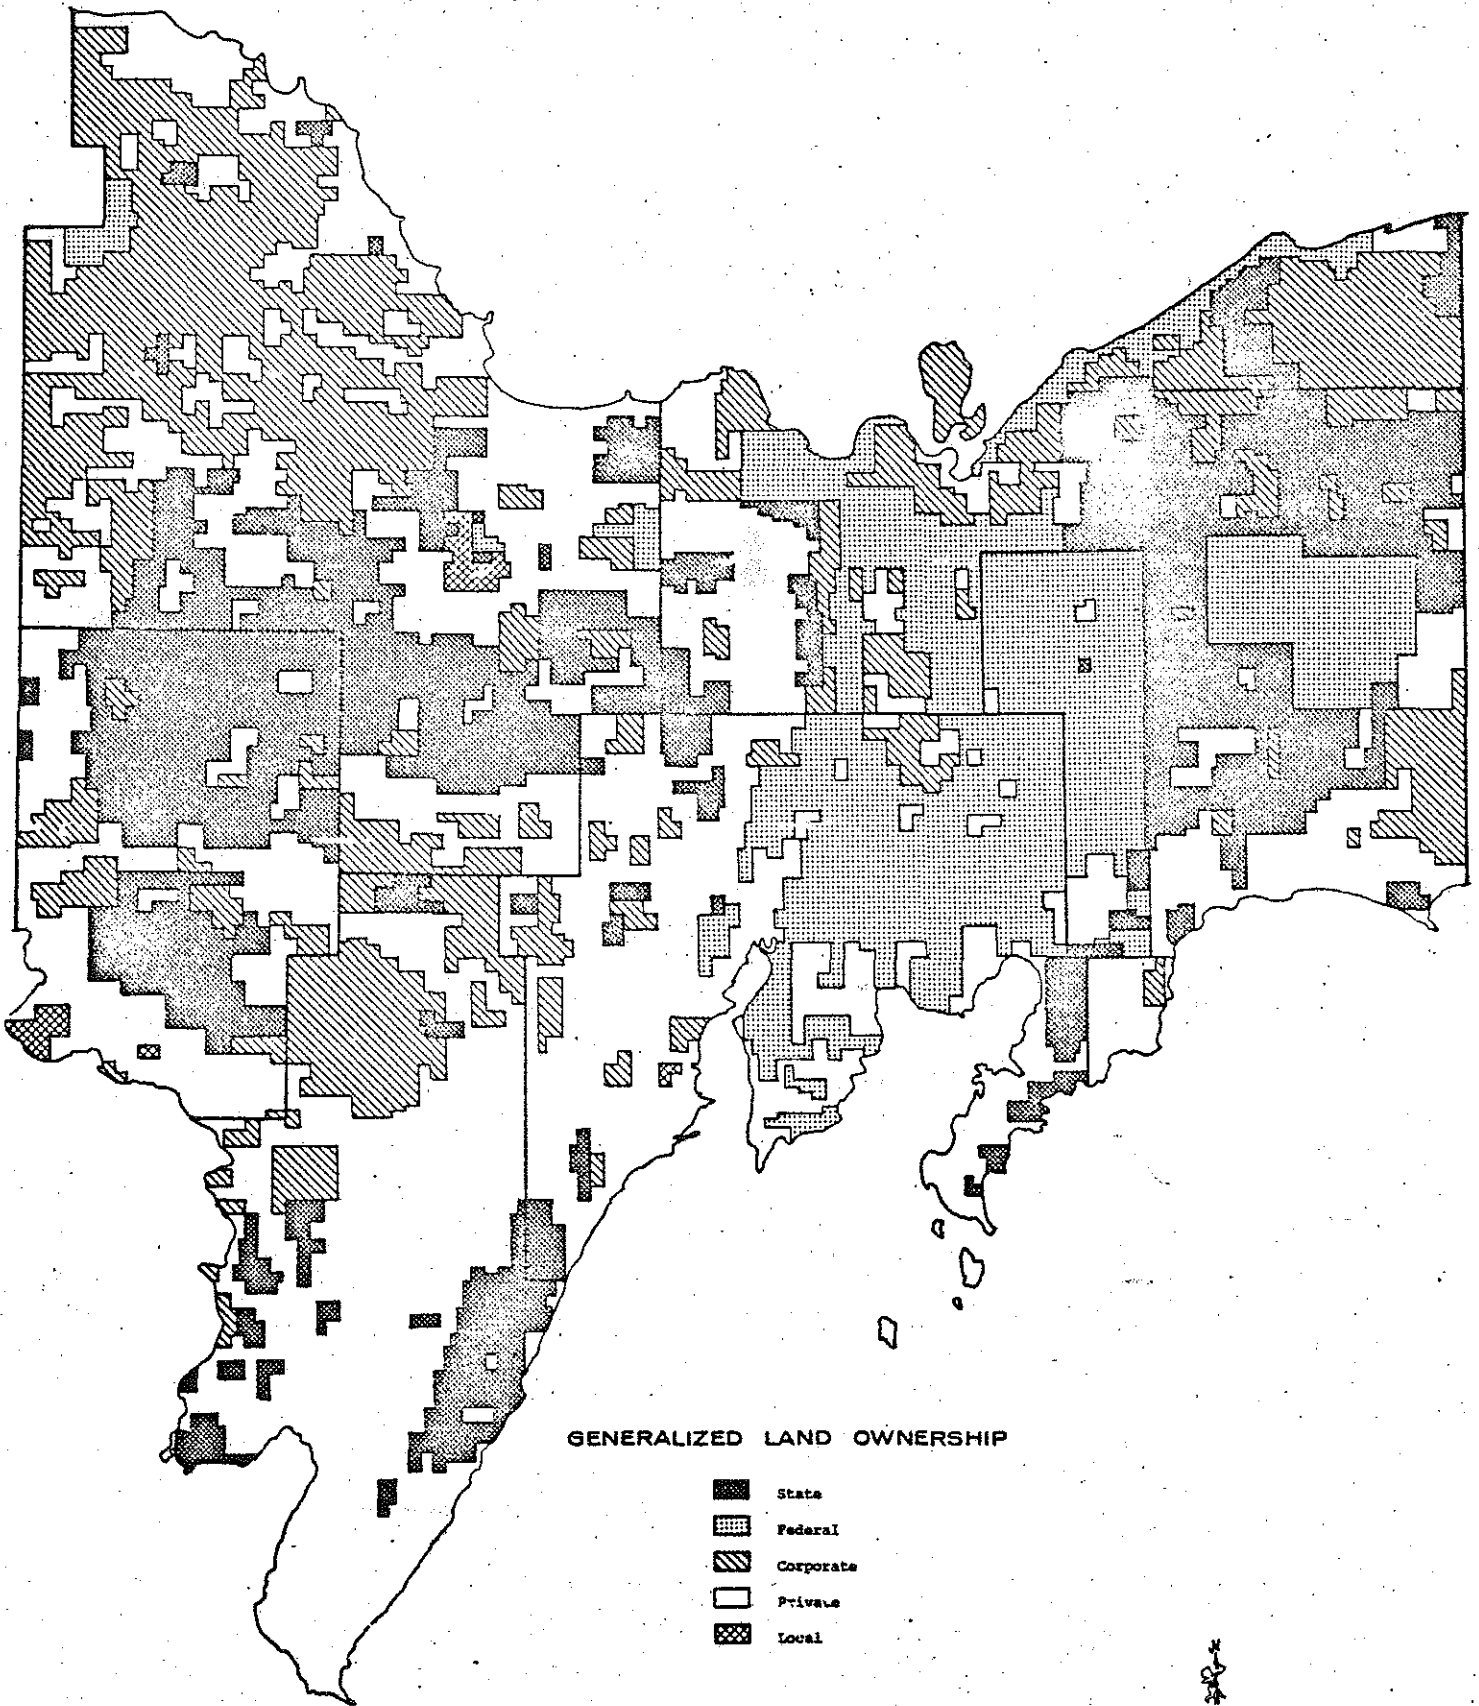 GENERALIZED LAND OWNERSHIP
State
Federal
Corporate
Private
Local